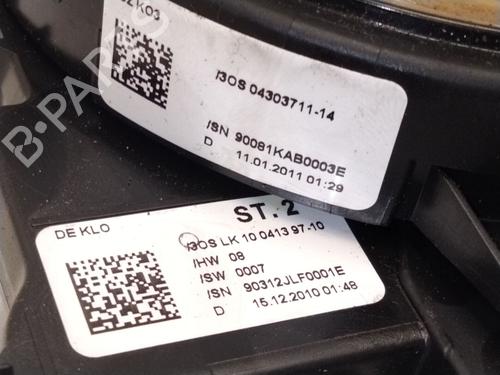 /3OS 04303711-14
/SN 90081KAB0003E
D 11.01.2011 01:29
ST. 2
DE KLO
/3OS LK 10 0413 97-10
/HW 08
/SW 0007
/SN 90312JLF0001E
D 15.12.2010 01:48
B-PARTS